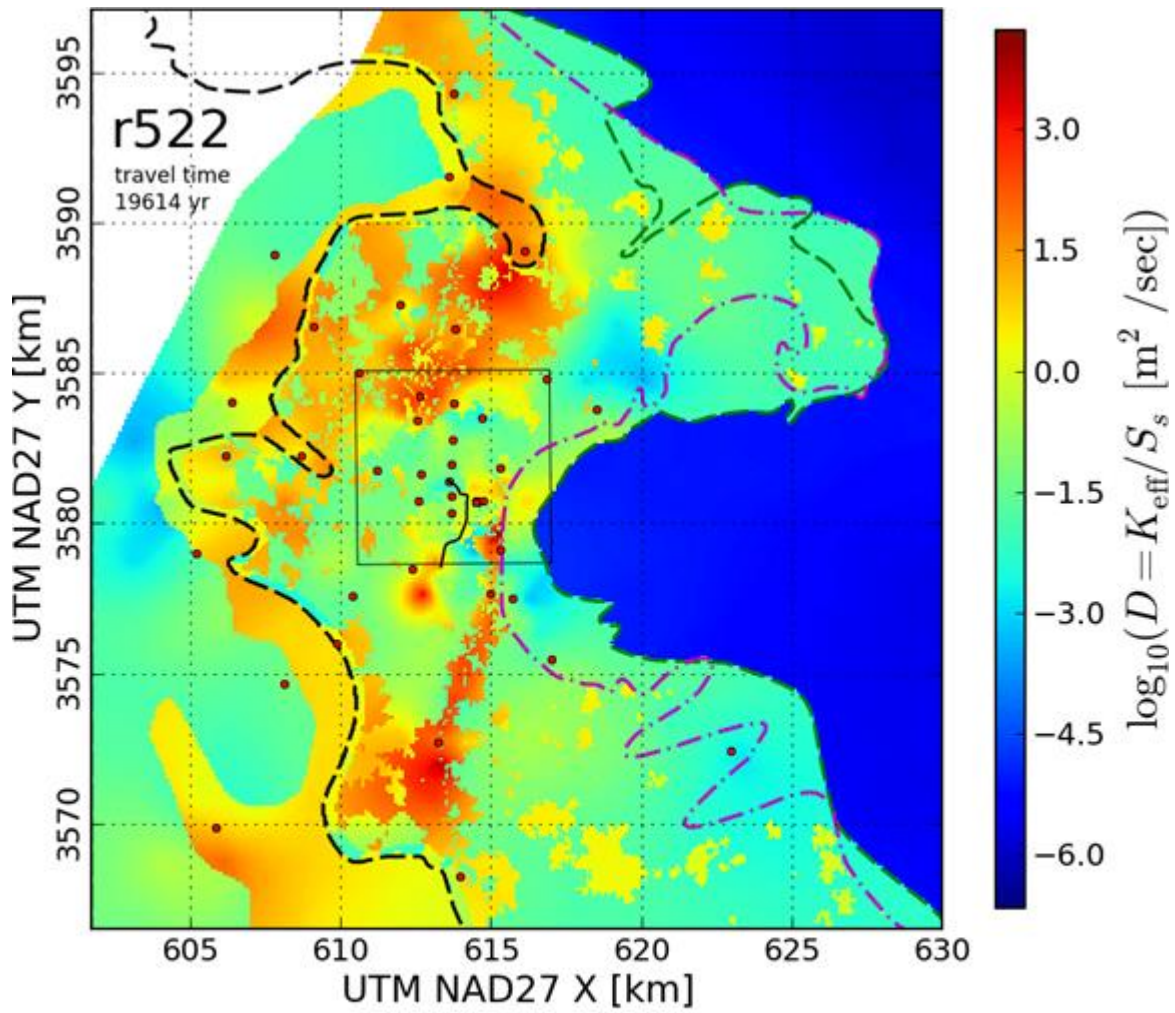 r522
travel time
19614 yr
3595
3590
3585
3580
3575
3570
UTM NAD27 Y [km]
605 610 615 620 625 630
UTM NAD27 X [km]
3.0
1.5
0.0
−1.5
−3.0
−4.5
−6.0
log₁₀(D = K_eff/S_s [m² /sec])